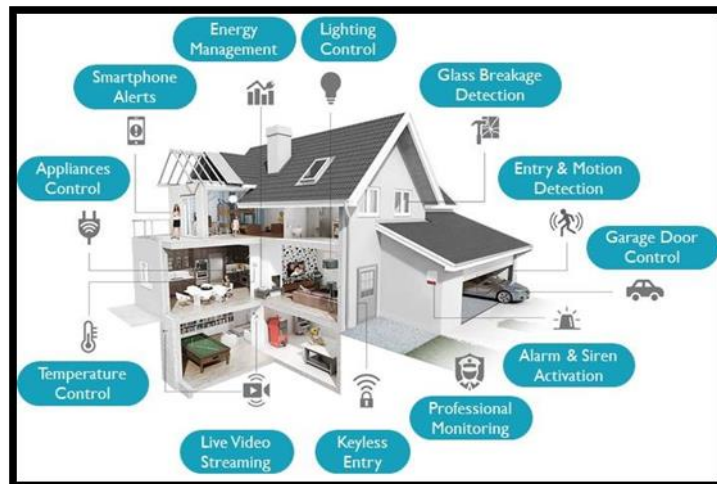 Energy
Management
Lighting
Control
Smartphone
Alerts
Glass Breakage
Detection
Appliances
Control
Entry & Motion
Detection
Garage Door
Control
Temperature
Control
Alarm & Siren
Activation
Live Video
Streaming
Keyless
Entry
Professional
Monitoring